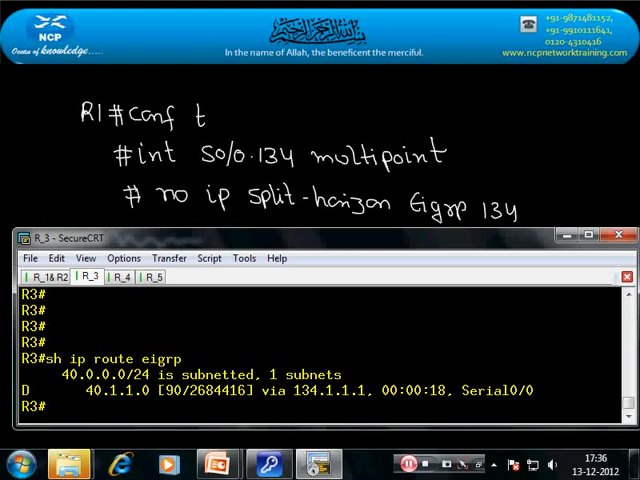 NCP
Ocean of knowledge.....
بسم الله الرحمن الرحيم
In the name of Allah, the beneficent the merciful.
+91-9871481152,
+91-9910111641,
0120-4310416
www.ncpnetworktraining.com
R1#conf t
#int S0/0.134 multipoint
# no ip split-horizon Eigrp 134
R_3 - SecureCRT
File Edit View Options Transfer Script Tools Help
R_1& R2 R_3 R_4 R_5
R3#
R3#
R3#
R3#
R3#sh ip route eigrp
40.0.0.0/24 is subnetted, 1 subnets
D 40.1.1.0 [90/2684416] via 134.1.1.1, 00:00:18, Serial0/0
R3#
17:36
13-12-2012